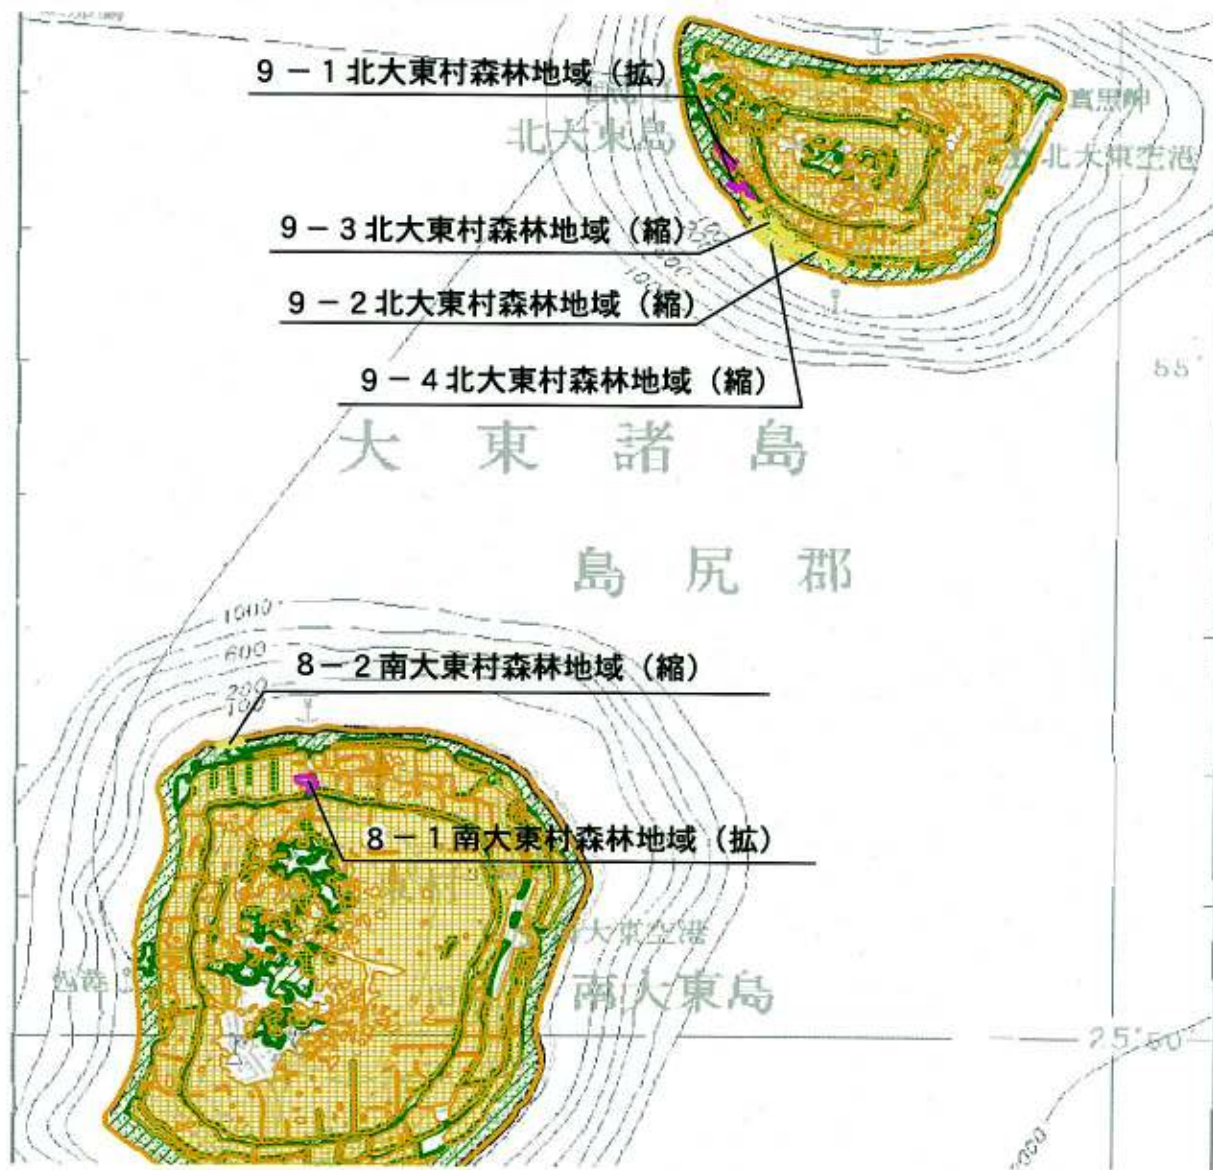 9－1北大東村森林地域（拡）
北大東島
北大東空港
9－3北大東村森林地域（縮）
9－2北大東村森林地域（縮）
9－4北大東村森林地域（縮）
55′
大東諸島
島尻郡
1000
600
8－2南大東村森林地域（縮）
200
100
8－1南大東村森林地域（拡）
大東空港
南大東島
25°50′